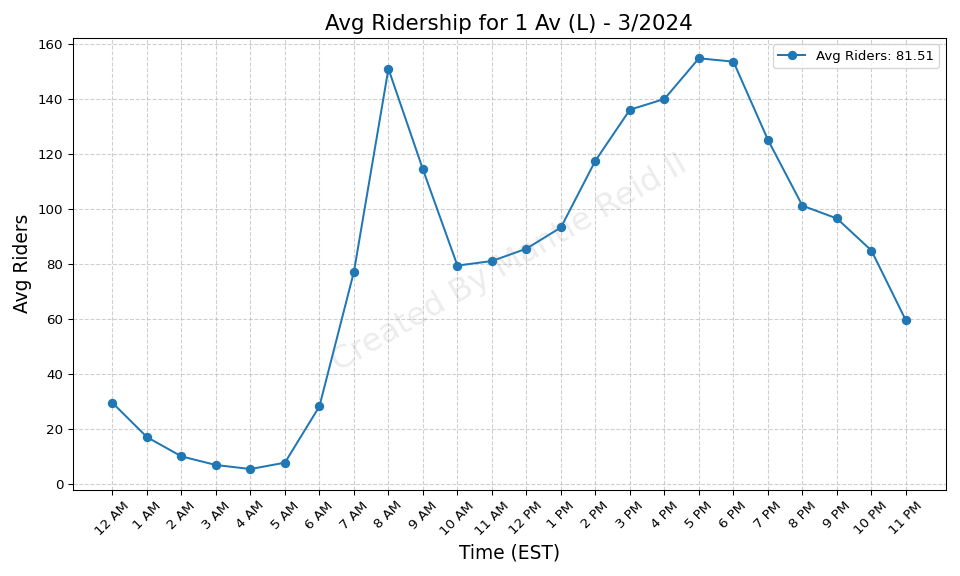 Avg Ridership for 1 Av (L) - 3/2024
Avg Riders: 81.51
Avg Riders
160
140
120
100
80
60
40
20
0
Created By Mantie Reid II
12 AM
1 AM
2 AM
3 AM
4 AM
5 AM
6 AM
7 AM
8 AM
9 AM
10 AM
11 AM
12 PM
1 PM
2 PM
3 PM
4 PM
5 PM
6 PM
7 PM
8 PM
9 PM
10 PM
11 PM
Time (EST)